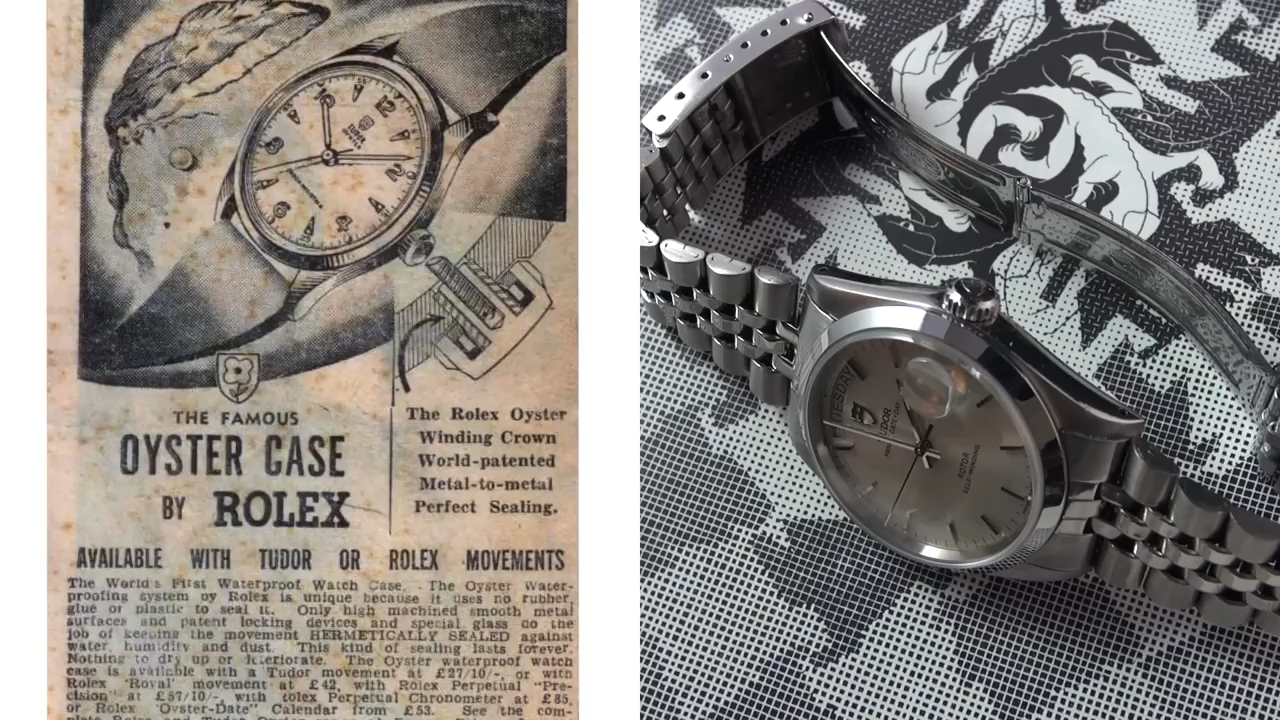 THE FAMOUS
OYSTER CASE
BY ROLEX
The Rolex Oyster
Winding Crown
World-patented
Metal-to-metal
Perfect Sealing.
AVAILABLE WITH TUDOR OR ROLEX MOVEMENTS
The World's First Waterproof Watch Case. The Oyster Water-
proofing system by Rolex is unique because it uses no rubber,
glue or plastic to seal it. Only high machined smooth metal
surfaces and patent locking devices and special glass do the
job of keeping the movement HERMETICALLY SEALED against
water, humidity and dust. This kind of sealing lasts forever.
Nothing to dry up or deteriorate. The Oyster waterproof watch
case is available with a Tudor movement at £27/10/-, or with
Rolex 'Royal' movement at £42, with Rolex Perpetual "Pre-
cision" at £57/10/-, with Rolex Perpetual Chronometer at £85,
or Rolex 'Oyster-Date" Calendar from £53. See the com-
TUDOR
ROTOR
SELF-WINDING